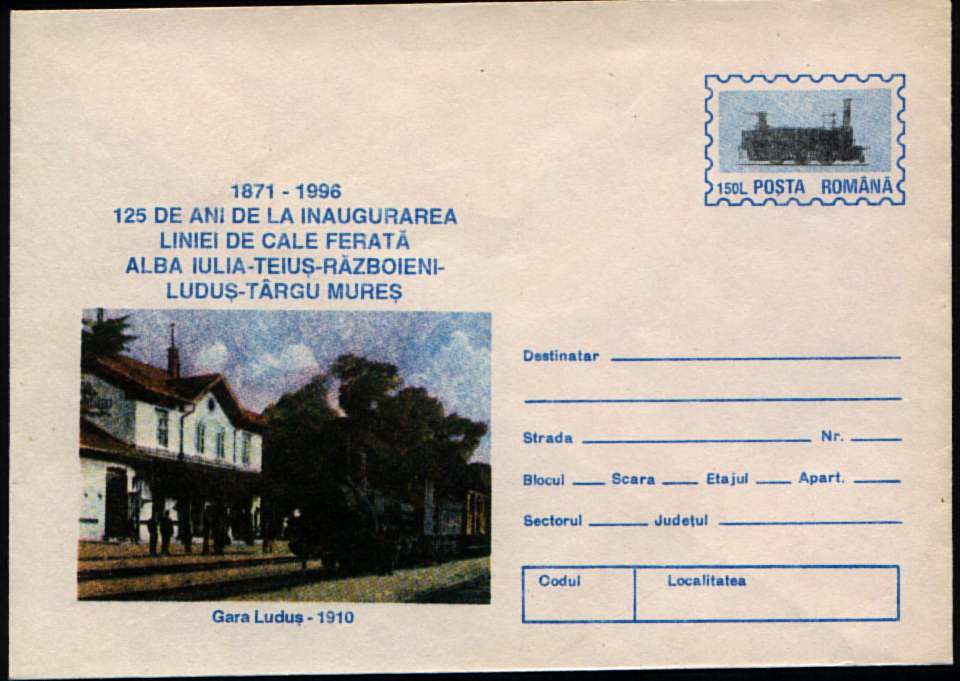 150L POȘTA ROMÂNĂ
1871 - 1996
125 DE ANI DE LA INAUGURAREA
LINIEI DE CALE FERATĂ
ALBA IULIA-TEIUȘ-RĂZBOIENI-
LUDUȘ-TÂRGU MUREȘ
Gara Luduș - 1910
Destinatar
Strada Nr.
Blocul Scara Etajul Apart.
Sectorul Județul
Codul Localitatea